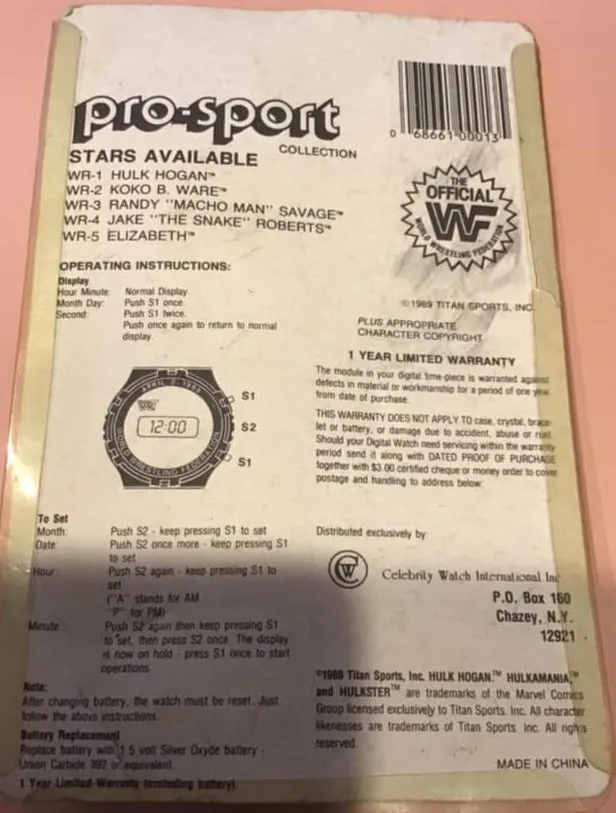 pro-sport
COLLECTION
STARS AVAILABLE
WR-1 HULK HOGAN™
WR-2 KOKO B. WARE™
WR-3 RANDY "MACHO MAN" SAVAGE™
WR-4 JAKE "THE SNAKE" ROBERTS™
WR-5 ELIZABETH™
0 68661 00013
THE
OFFICIAL
WF
WORLD WRESTLING FEDERATION
OPERATING INSTRUCTIONS:
Display
Hour Minute: Normal Display.
Month Day: Push S1 once.
Second: Push S1 twice.
Push once again to return to normal
display.
©1989 TITAN SPORTS, INC.
PLUS APPROPRIATE
CHARACTER COPYRIGHT
1 YEAR LIMITED WARRANTY
The module in your digital time-piece is warranted against
defects in material or workmanship for a period of one year
from date of purchase.
THIS WARRANTY DOES NOT APPLY TO case, crystal, brace-
let or battery, or damage due to accident, abuse or rust.
Should your Digital Watch need servicing within the warranty
period send it along with DATED PROOF OF PURCHASE
together with $3.00 certified cheque or money order to cover
postage and handling to address below:
APRIL 2, 1989
WF
12:00
WORLD WRESTLING FEDERATION
S1
S2
S1
To Set
Month: Push S2 - keep pressing S1 to set
Date: Push S2 once more - keep pressing S1
to set
Hour: Push S2 again - keep pressing S1 to
set
("A" stands for AM
"P" for PM)
Minute: Push S2 again then keep pressing S1
to set, then press S2 once. The display
is now on hold - press S1 once to start
operations.
Note:
After changing battery, the watch must be reset. Just
follow the above instructions.
Battery Replacement
Replace battery with 1.5 volt Silver Oxyde battery -
Union Carbide 392 or equivalent.
1 Year Limited Warranty (excluding battery)
Distributed exclusively by:
CW
Celebrity Watch International Inc.
P.O. Box 160
Chazey, N.Y.
12921
©1989 Titan Sports, Inc. HULK HOGAN,™ HULKAMANIA,™
and HULKSTER™ are trademarks of the Marvel Comics
Group licensed exclusively to Titan Sports, Inc. All character
likenesses are trademarks of Titan Sports, Inc. All rights
reserved.
MADE IN CHINA